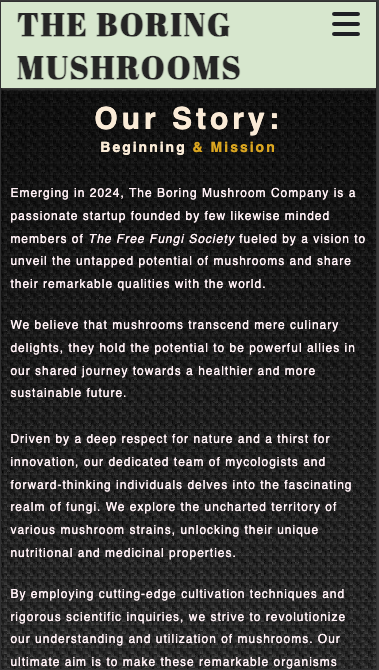 THE BORING
MUSHROOMS
Our Story:
Beginning & Mission
Emerging in 2024, The Boring Mushroom Company is a
passionate startup founded by few likewise minded
members of The Free Fungi Society fueled by a vision to
unveil the untapped potential of mushrooms and share
their remarkable qualities with the world.
We believe that mushrooms transcend mere culinary
delights, they hold the potential to be powerful allies in
our shared journey towards a healthier and more
sustainable future.
Driven by a deep respect for nature and a thirst for
innovation, our dedicated team of mycologists and
forward-thinking individuals delves into the fascinating
realm of fungi. We explore the uncharted territory of
various mushroom strains, unlocking their unique
nutritional and medicinal properties.
By employing cutting-edge cultivation techniques and
rigorous scientific inquiries, we strive to revolutionize
our understanding and utilization of mushrooms. Our
ultimate aim is to make these remarkable organisms